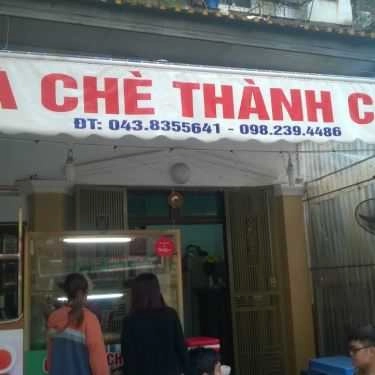 CHÈ THÀNH
ĐT: 043.8355641 - 098.239.4486